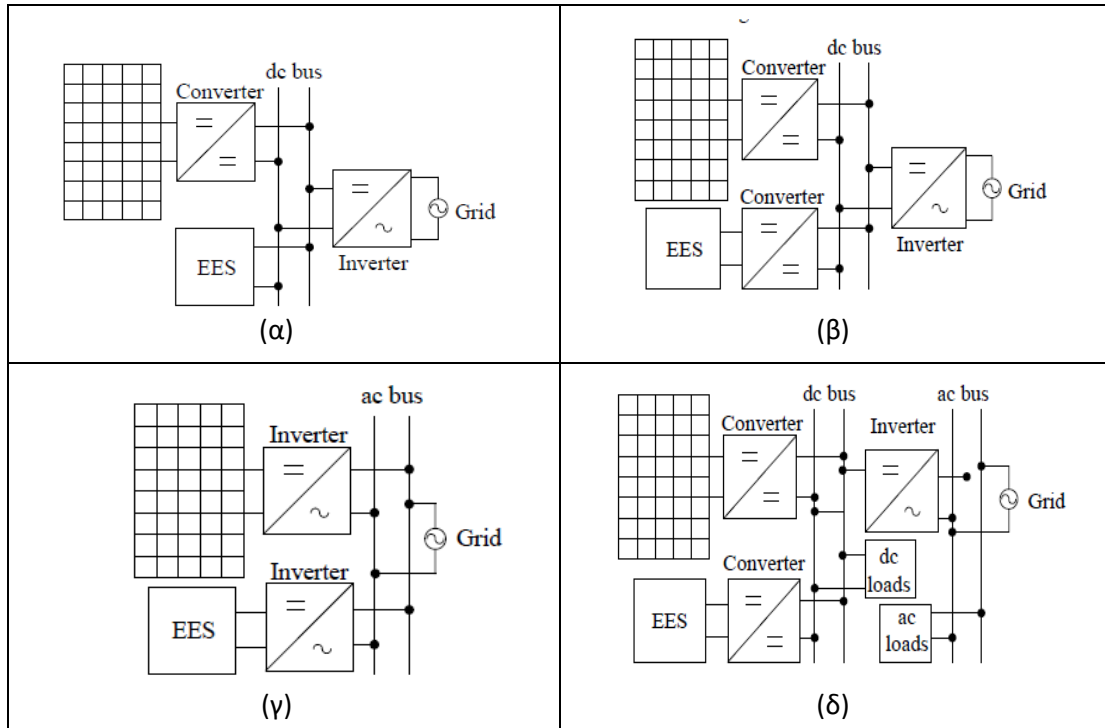 dc bus
Converter
=
=
=
~
~
Grid
EES
Inverter
(α)
dc bus
Converter
=
=
Converter
=
~
~
Grid
EES
=
=
Inverter
(β)
ac bus
Inverter
=
~
~
Grid
Inverter
EES
=
~
(γ)
dc bus ac bus
Converter Inverter
=
=
=
~
~
Grid
Converter
dc
loads
EES
=
=
ac
loads
(δ)